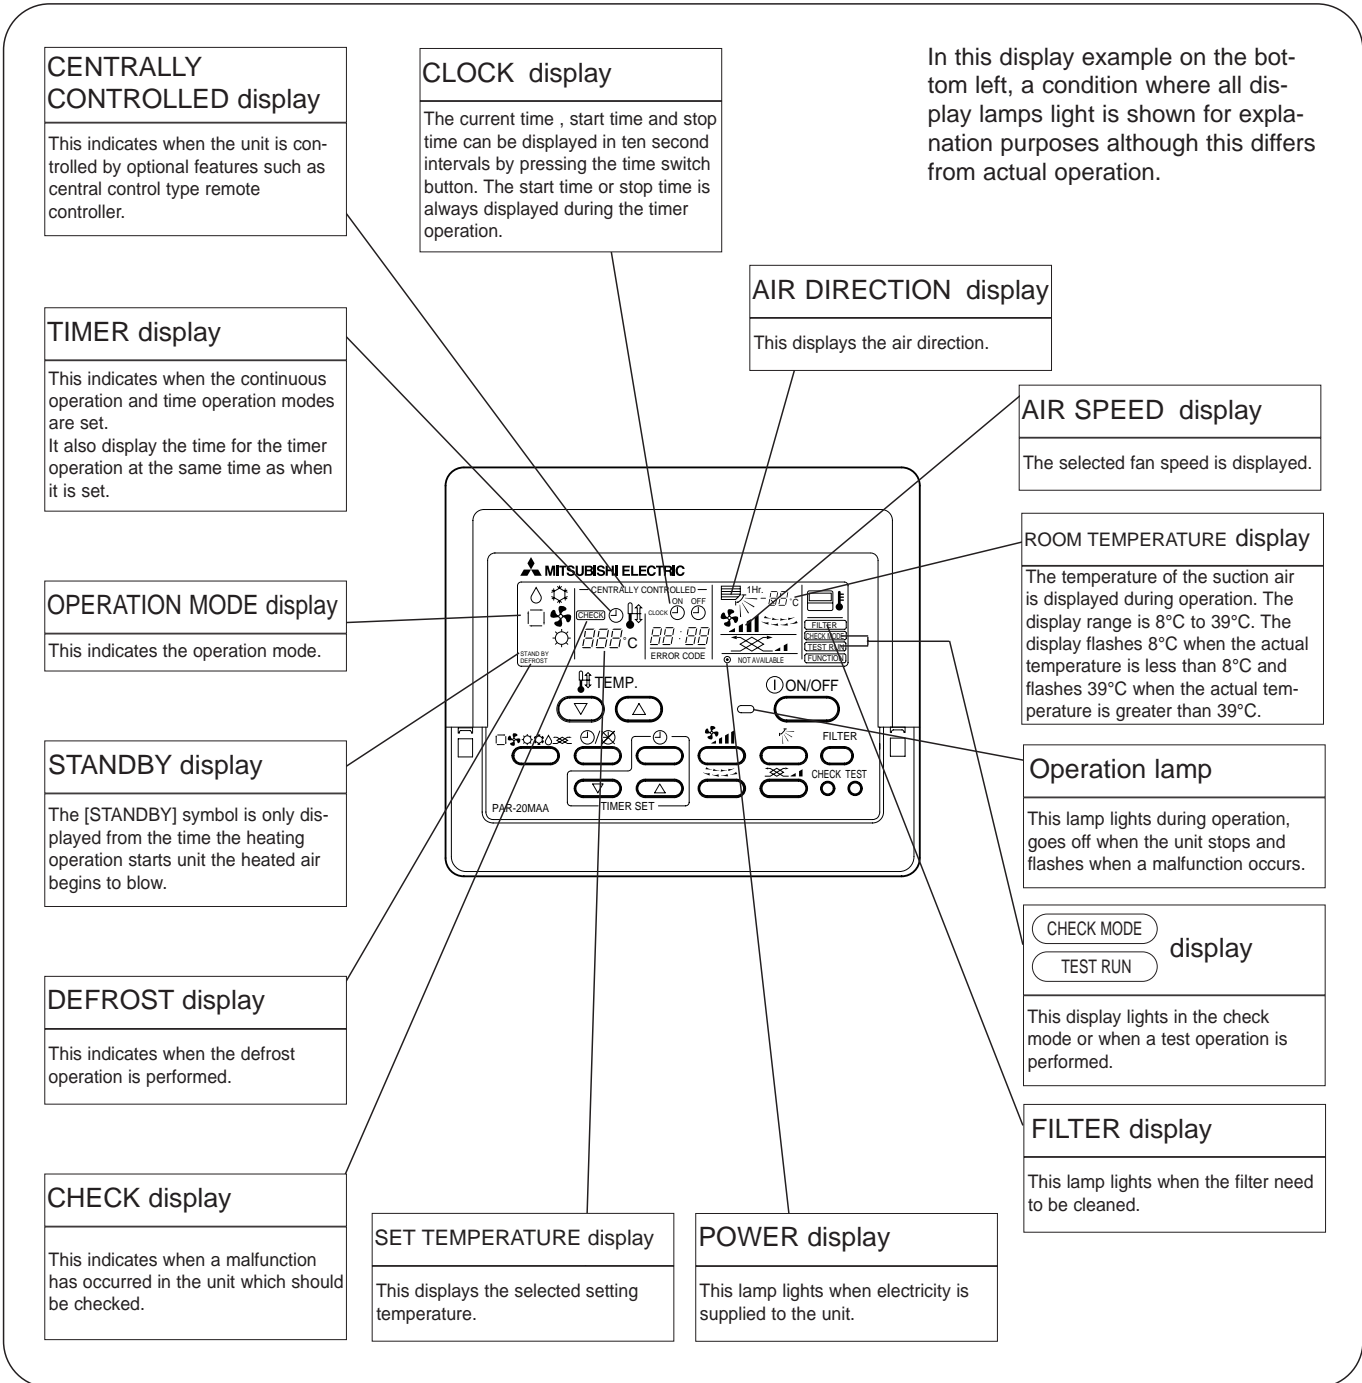 CENTRALLY
CONTROLLED display
This indicates when the unit is con-
trolled by optional features such as
central control type remote
controller.
CLOCK display
The current time , start time and stop
time can be displayed in ten second
intervals by pressing the time switch
button. The start time or stop time is
always displayed during the timer
operation.
In this display example on the bot-
tom left, a condition where all dis-
play lamps light is shown for expla-
nation purposes although this differs
from actual operation.
AIR DIRECTION display
This displays the air direction.
TIMER display
This indicates when the continuous
operation and time operation modes
are set.
It also display the time for the timer
operation at the same time as when
it is set.
AIR SPEED display
The selected fan speed is displayed.
ROOM TEMPERATURE display
The temperature of the suction air
is displayed during operation. The
display range is 8°C to 39°C. The
display flashes 8°C when the actual
temperature is less than 8°C and
flashes 39°C when the actual tem-
perature is greater than 39°C.
OPERATION MODE display
This indicates the operation mode.
MITSUBISHI ELECTRIC
CENTRALLY CONTROLLED
ON OFF
1Hr.
88°C
CHECK
CLOCK
FILTER
CHECK MODE
TEST RUN
FUNCTION
888°C
88:88
ERROR CODE
NOT AVAILABLE
STAND BY
DEFROST
TEMP.
ON/OFF
FILTER
CHECK TEST
PAR-20MAA
TIMER SET
STANDBY display
The [STANDBY] symbol is only dis-
played from the time the heating
operation starts unit the heated air
begins to blow.
Operation lamp
This lamp lights during operation,
goes off when the unit stops and
flashes when a malfunction occurs.
CHECK MODE
TEST RUN
display
This display lights in the check
mode or when a test operation is
performed.
DEFROST display
This indicates when the defrost
operation is performed.
FILTER display
This lamp lights when the filter need
to be cleaned.
CHECK display
This indicates when a malfunction
has occurred in the unit which should
be checked.
SET TEMPERATURE display
This displays the selected setting
temperature.
POWER display
This lamp lights when electricity is
supplied to the unit.